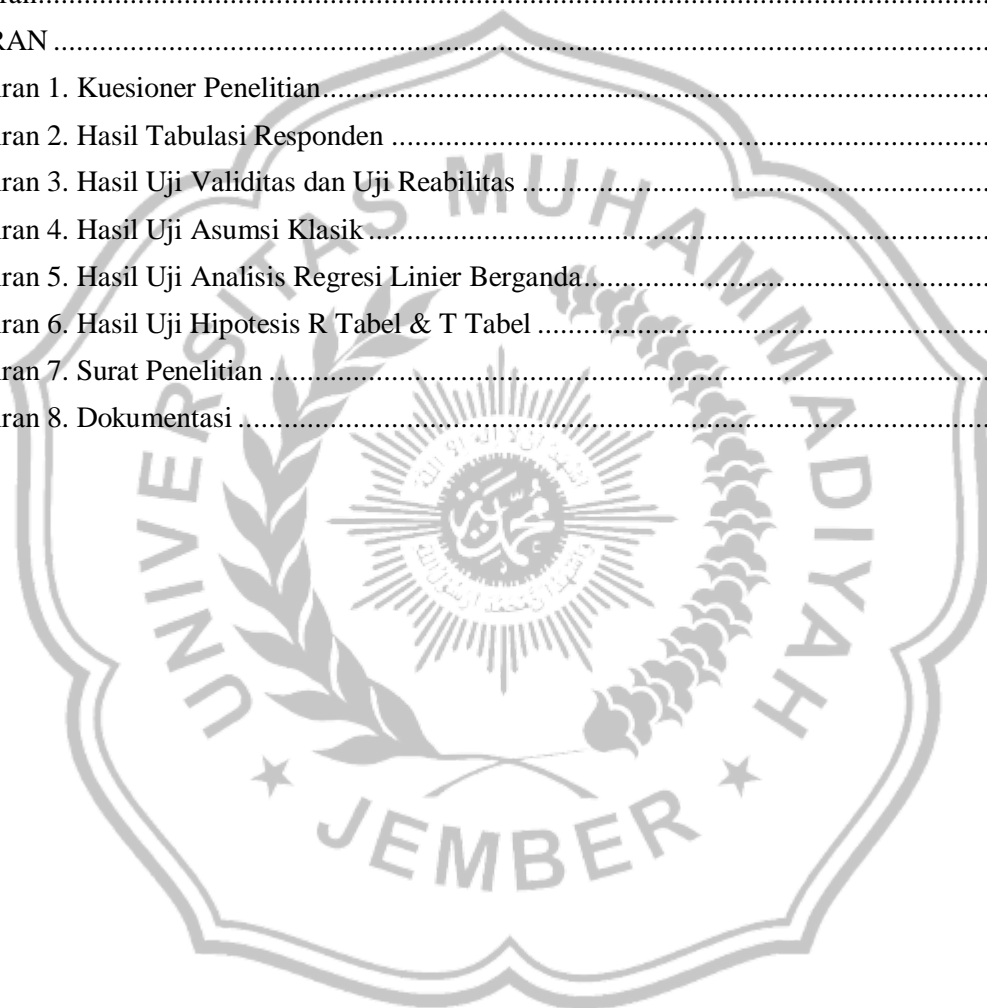 ran
RAN
ran 1. Kuesioner Penelitian
ran 2. Hasil Tabulasi Responden
ran 3. Hasil Uji Validitas dan Uji Reabilitas
ran 4. Hasil Uji Asumsi Klasik
ran 5. Hasil Uji Analisis Regresi Linier Berganda
ran 6. Hasil Uji Hipotesis R Tabel & T Tabel
ran 7. Surat Penelitian
ran 8. Dokumentasi
UNIVERSITAS MUHAMMADIYAH
JEMBER